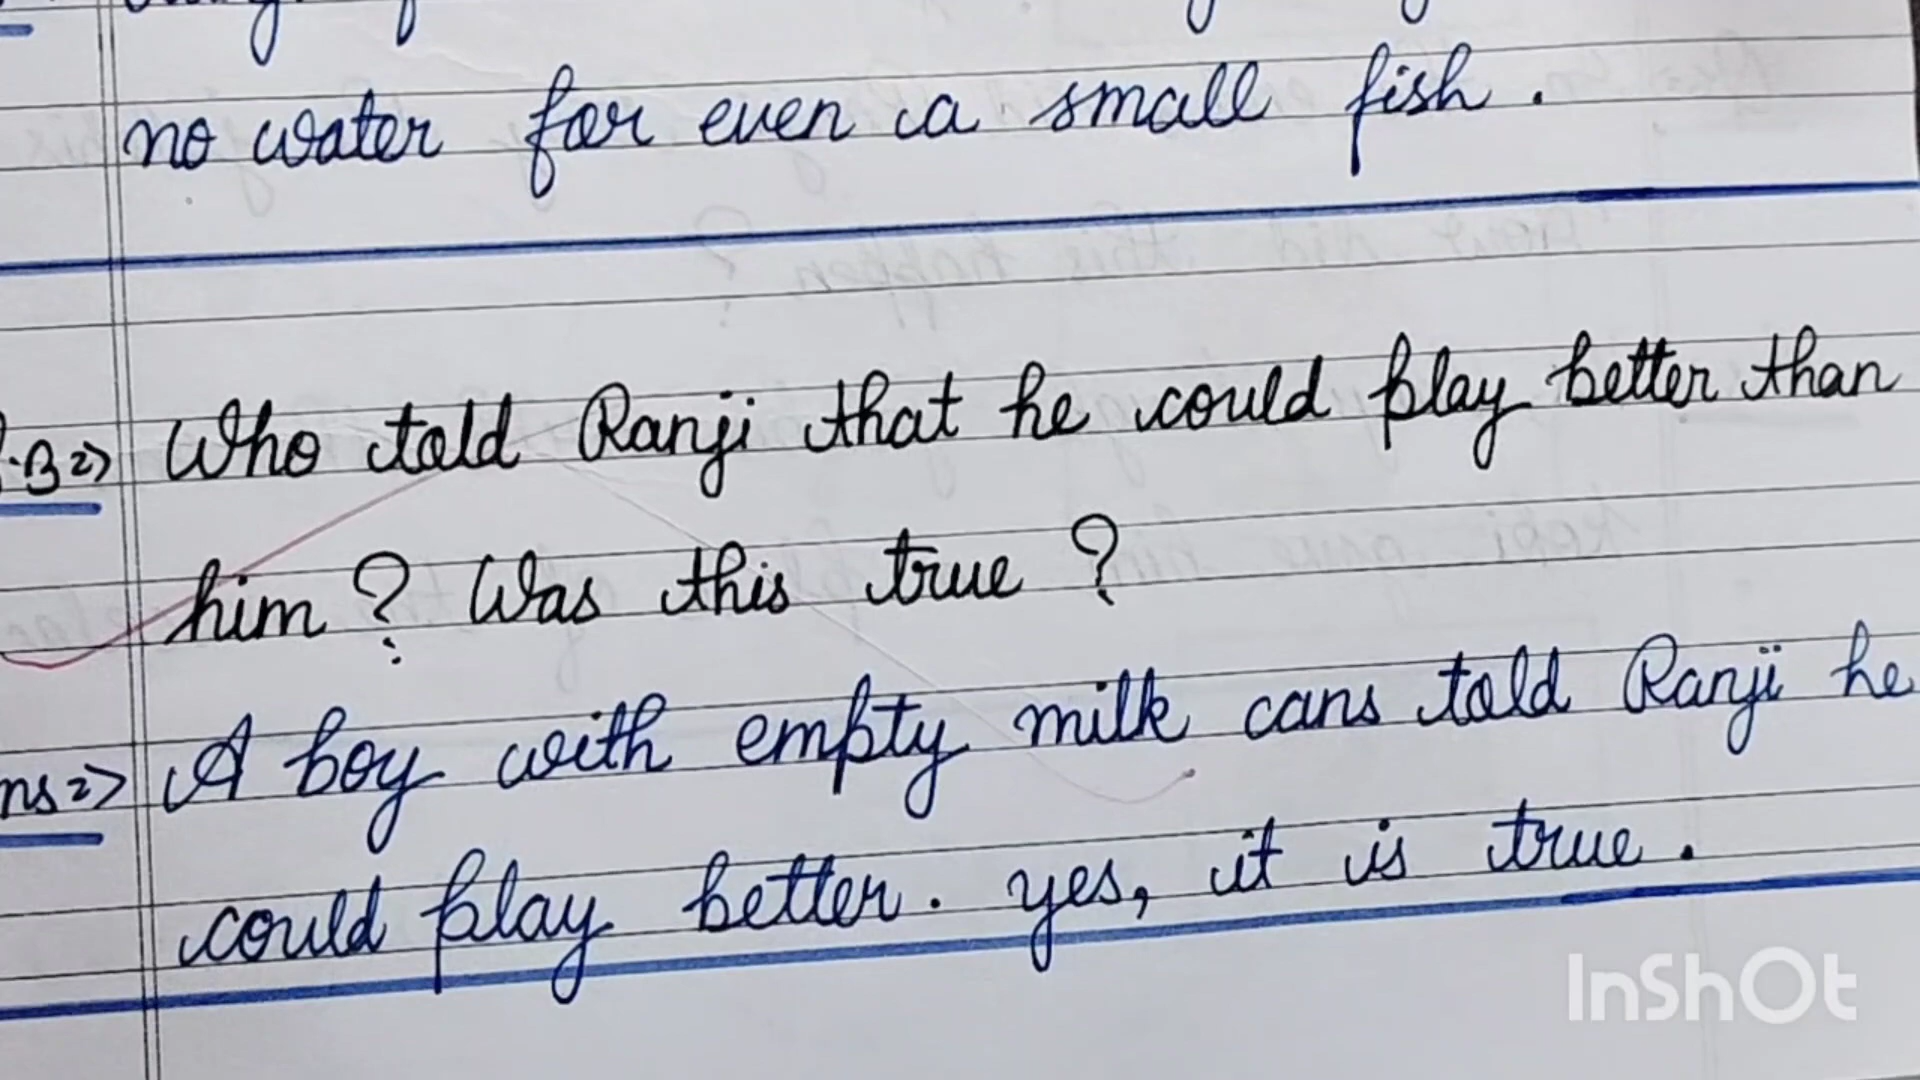 no water for even a small fish.
.3=> Who told Ranji that he could play better than
him? Was this true?
ns=> A boy with empty milk cans told Ranji he
could play better. yes, it is true.
InShOt